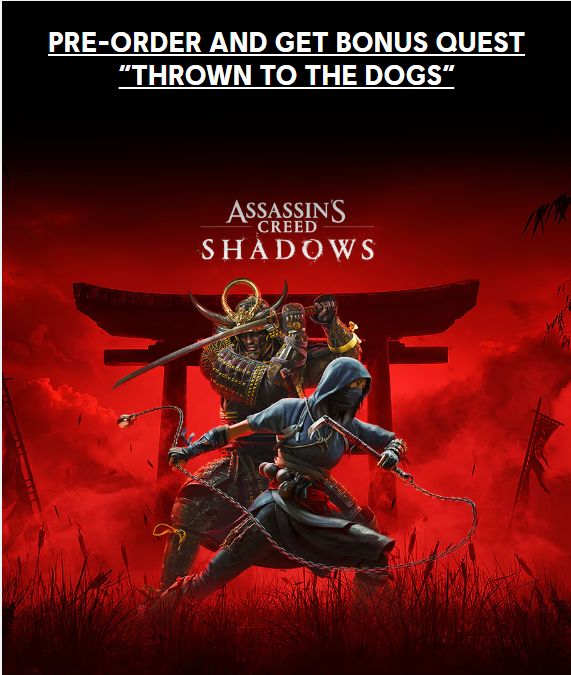 PRE-ORDER AND GET BONUS QUEST
“THROWN TO THE DOGS”
ASSASSIN'S
CREED
SHADOWS